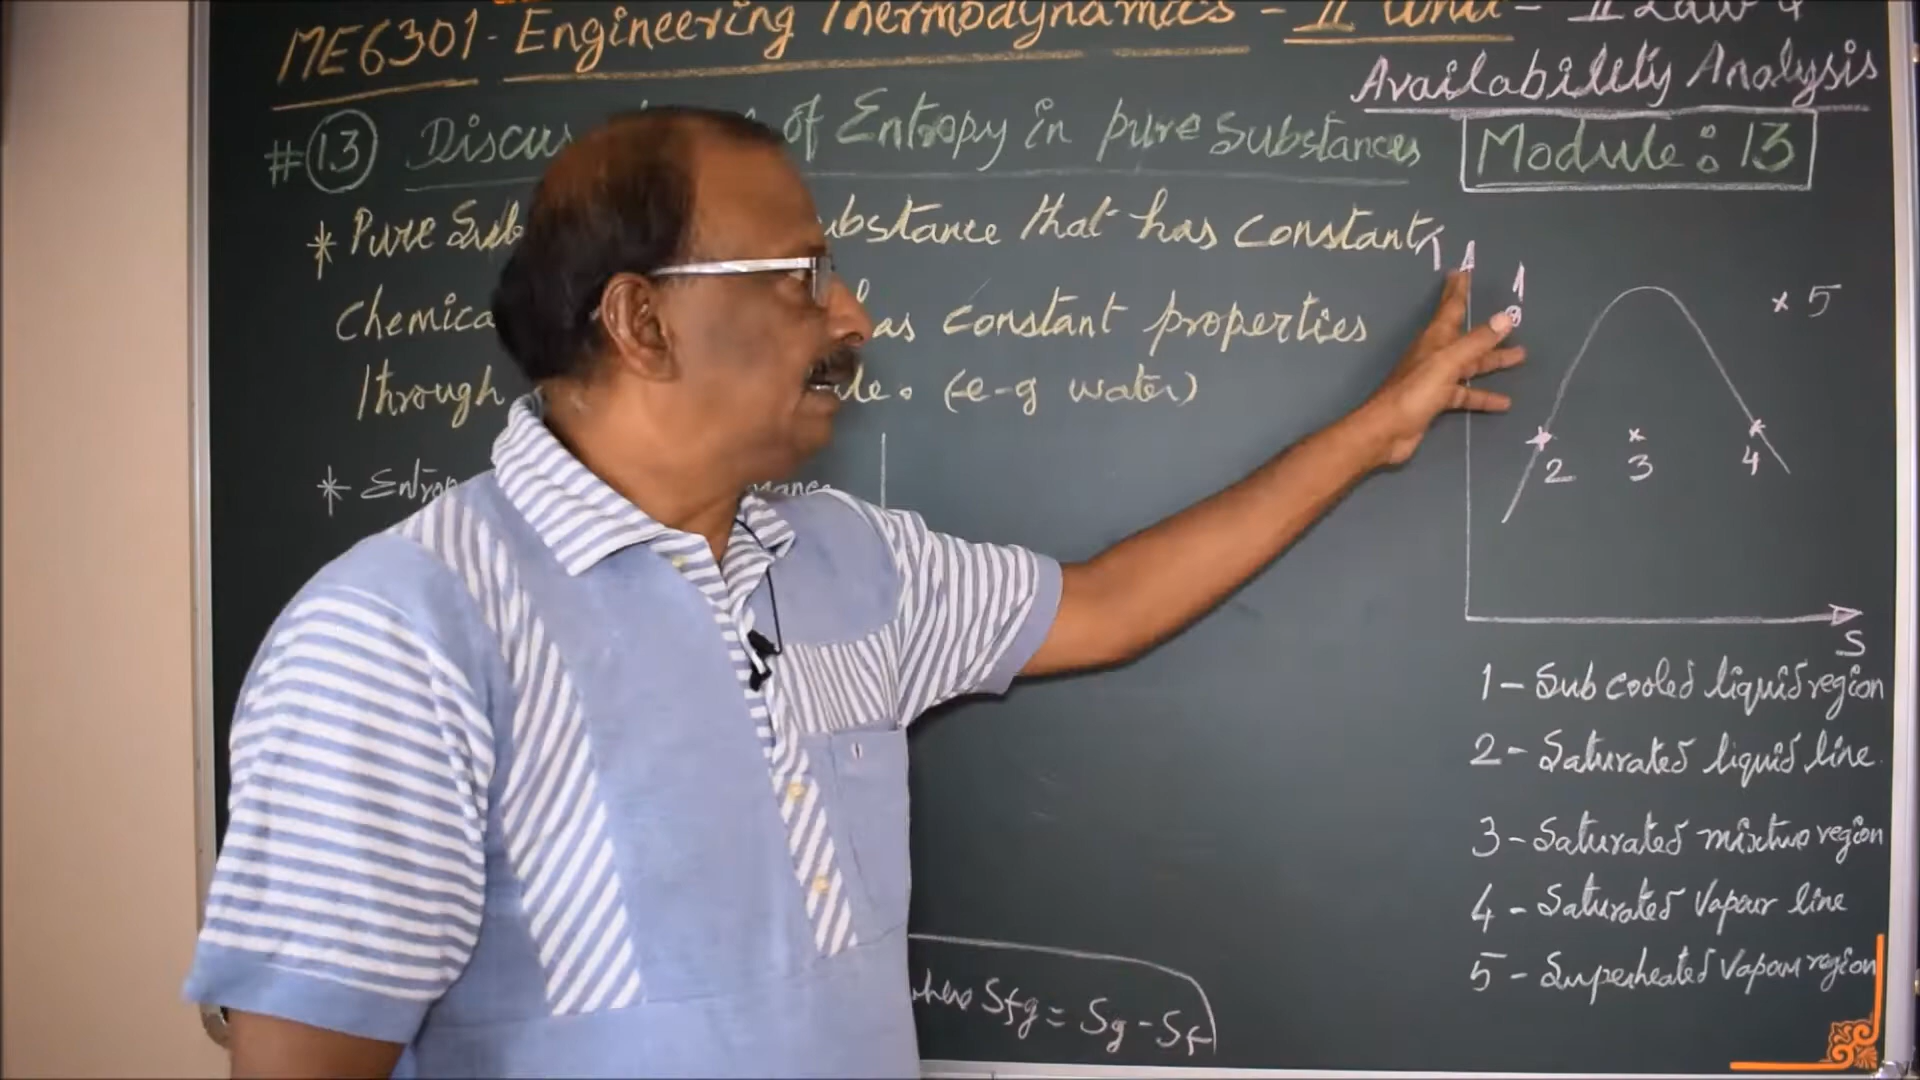 ME6301 - Engineering Thermodynamics - II Unit - II Law &
Availability Analysis
# 13 Discus of Entropy in pure substances
Module : 13
* Pure Sub ubstance that has constant
Chemica as constant properties
through le. (e-g water)
* Entrop
T
1
5
2
3
4
S
1 - Sub cooled liquid region
2 - Saturated liquid line.
3 - Saturated mixture region
4 - Saturated Vapour line
5 - Superheated Vapour region
where Sfg = Sg - Sf